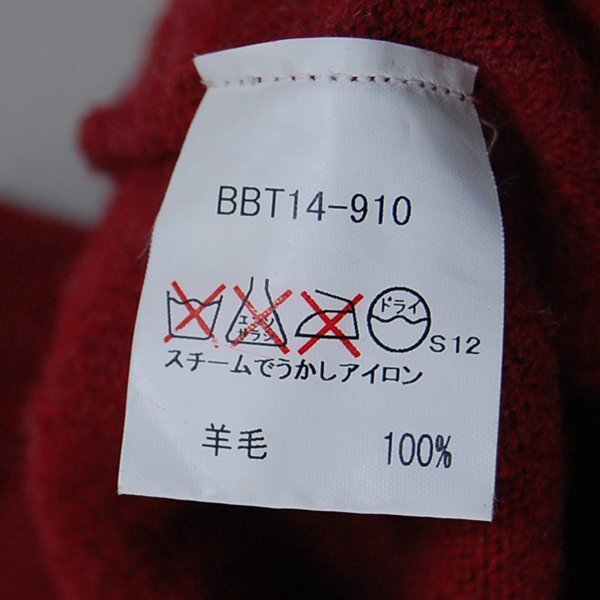 BBT14-910
エンソ
サラシ
ドライ
S12
スチームでうかしアイロン
羊毛 100%